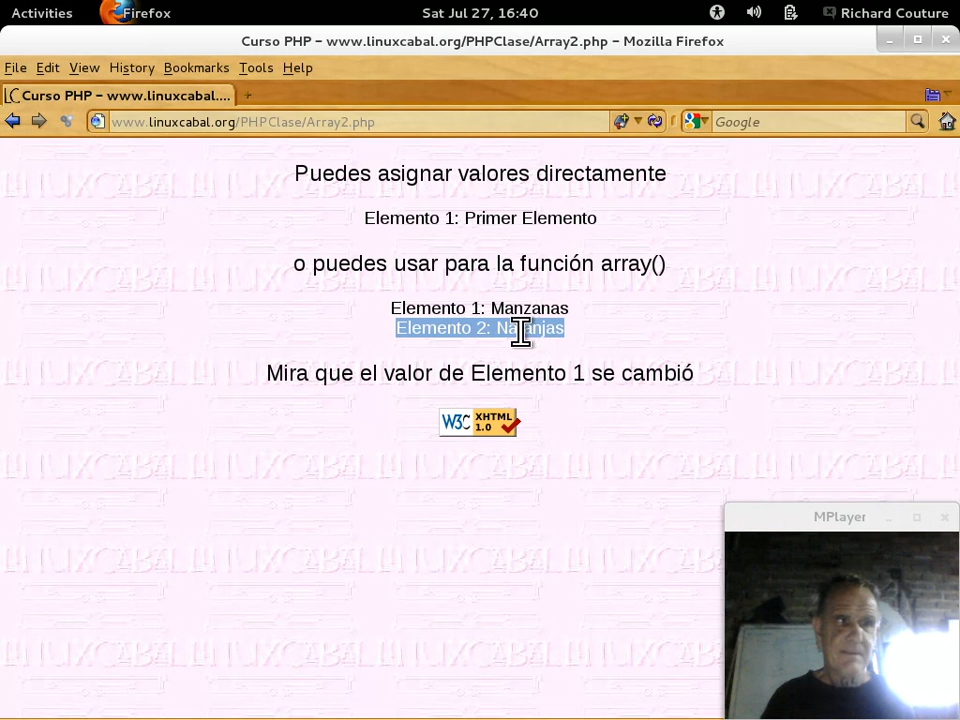 Activities Firefox Sat Jul 27, 16:40 Richard Couture
Curso PHP – www.linuxcabal.org/PHPClase/Array2.php – Mozilla Firefox
File Edit View History Bookmarks Tools Help
Curso PHP – www.linuxcabal....
www.linuxcabal.org/PHPClase/Array2.php Google
Puedes asignar valores directamente
Elemento 1: Primer Elemento
o puedes usar para la función array()
Elemento 1: Manzanas
Elemento 2: Naranjas
Mira que el valor de Elemento 1 se cambió
W3C XHTML 1.0
MPlayer
LINUXCABAL